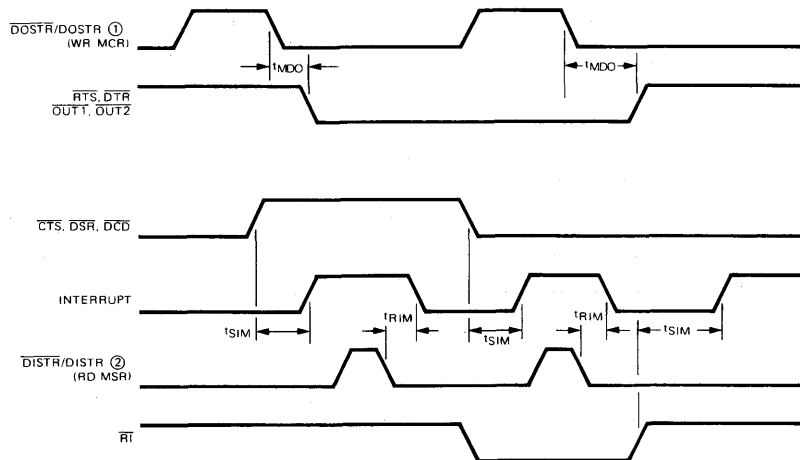 DOSTR/DOSTR ①
(WR MCR)
tMDO
tMDO
RTS, DTR
OUT1, OUT2
CTS, DSR, DCD
INTERRUPT
tSIM
tRIM
tSIM
tRIM
tSIM
DISTR/DISTR ②
(RD MSR)
RI